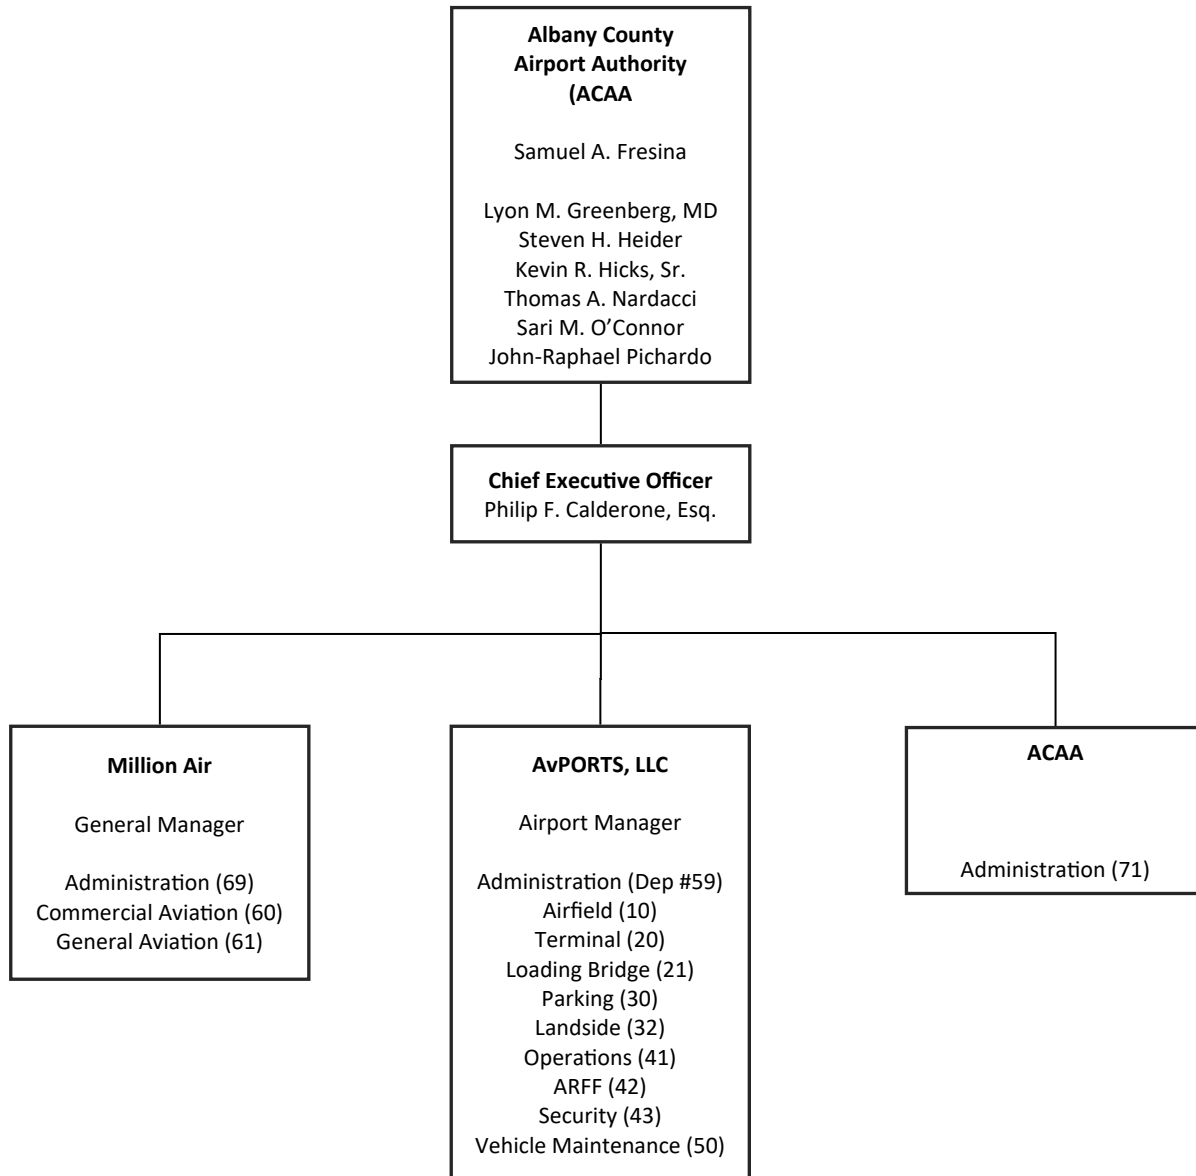 Albany County
Airport Authority
(ACAA
Samuel A. Fresina
Lyon M. Greenberg, MD
Steven H. Heider
Kevin R. Hicks, Sr.
Thomas A. Nardacci
Sari M. O’Connor
John-Raphael Pichardo
Chief Executive Officer
Philip F. Calderone, Esq.
Million Air
General Manager
Administration (69)
Commercial Aviation (60)
General Aviation (61)
AvPORTS, LLC
Airport Manager
Administration (Dep #59)
Airfield (10)
Terminal (20)
Loading Bridge (21)
Parking (30)
Landside (32)
Operations (41)
ARFF (42)
Security (43)
Vehicle Maintenance (50)
ACAA
Administration (71)